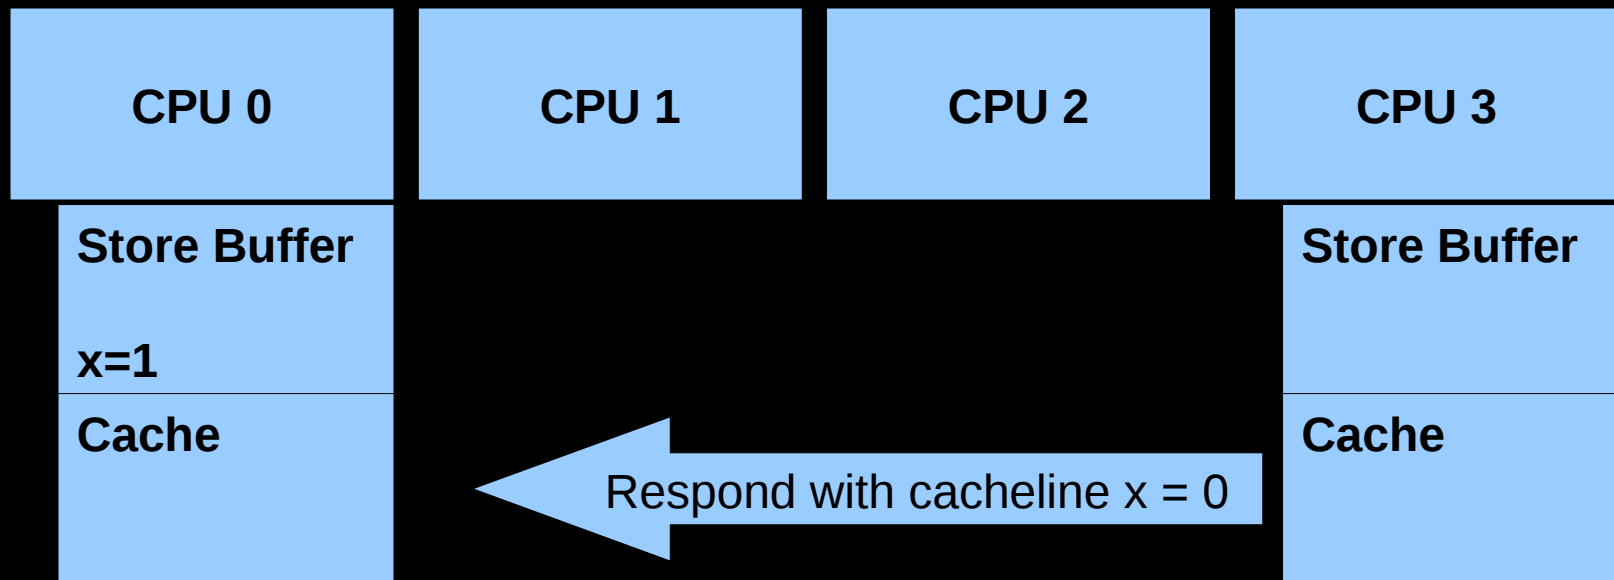 CPU 0
CPU 1
CPU 2
CPU 3
Store Buffer
x=1
Cache
Respond with cacheline x = 0
Store Buffer
Cache